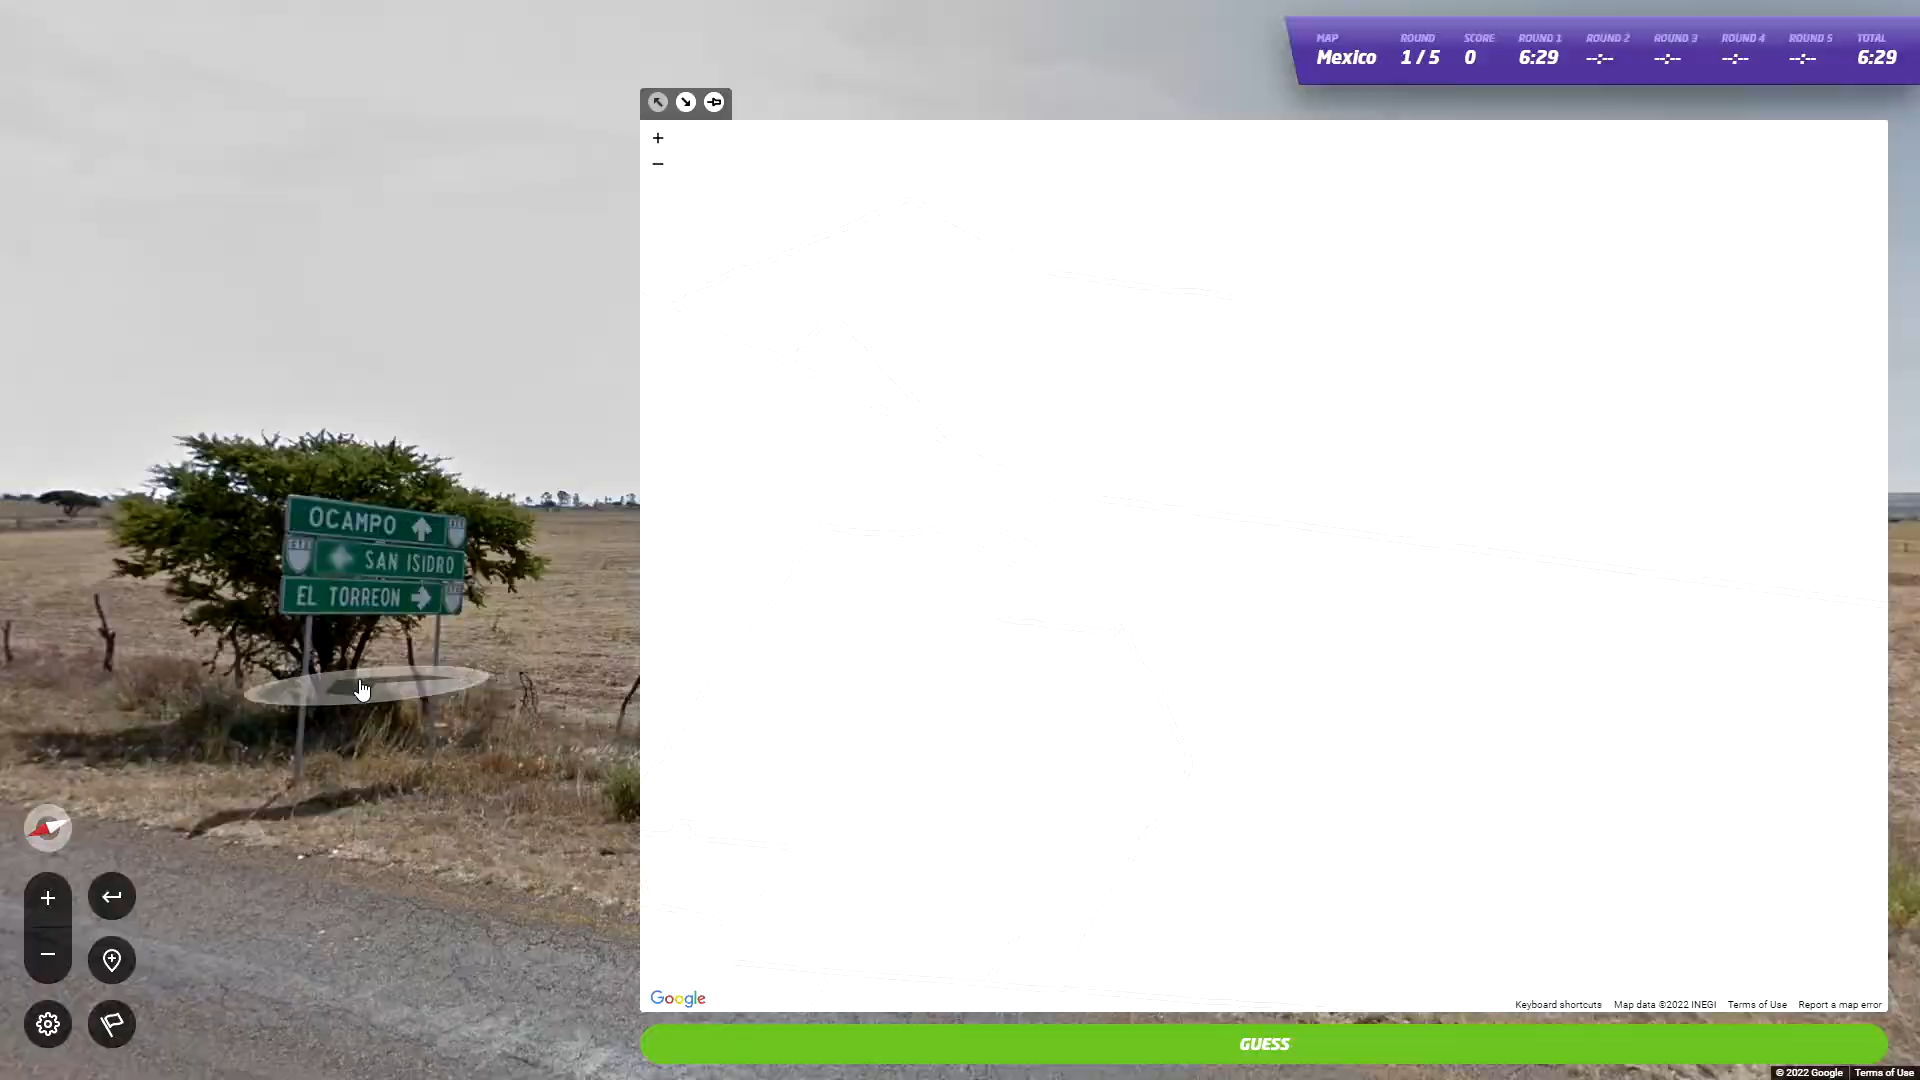 MAP
Mexico
ROUND
1 / 5
SCORE
0
ROUND 1
6:29
ROUND 2
--:--
ROUND 3
--:--
ROUND 4
--:--
ROUND 5
--:--
TOTAL
6:29
OCAMPO
SAN ISIDRO
EL TORREON
Google
Keyboard shortcuts
Map data ©2022 INEGI
Terms of Use
Report a map error
GUESS
© 2022 Google
Terms of Use